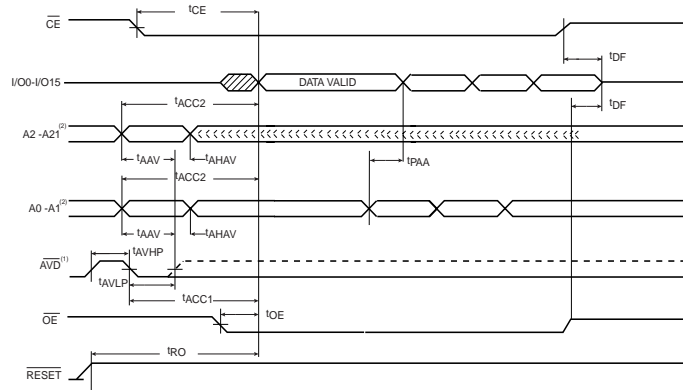 CE
tCE
tDF
I/O0-I/O15
DATA VALID
tACC2
tDF
A2 -A21(2)
tAAV
tAHAV
tPAA
tACC2
A0 -A1(2)
tAAV
tAHAV
tAVHP
AVD(1)
tAVLP
tACC1
tOE
OE
tRO
RESET